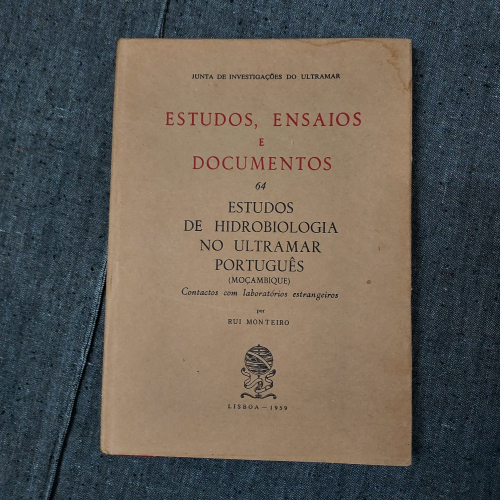 JUNTA DE INVESTIGAÇÕES DO ULTRAMAR
ESTUDOS, ENSAIOS
E
DOCUMENTOS
64
ESTUDOS
DE HIDROBIOLOGIA
NO ULTRAMAR
PORTUGUÊS
(MOÇAMBIQUE)
Contactos com laboratórios estrangeiros
por
RUI MONTEIRO
LISBOA — 1959